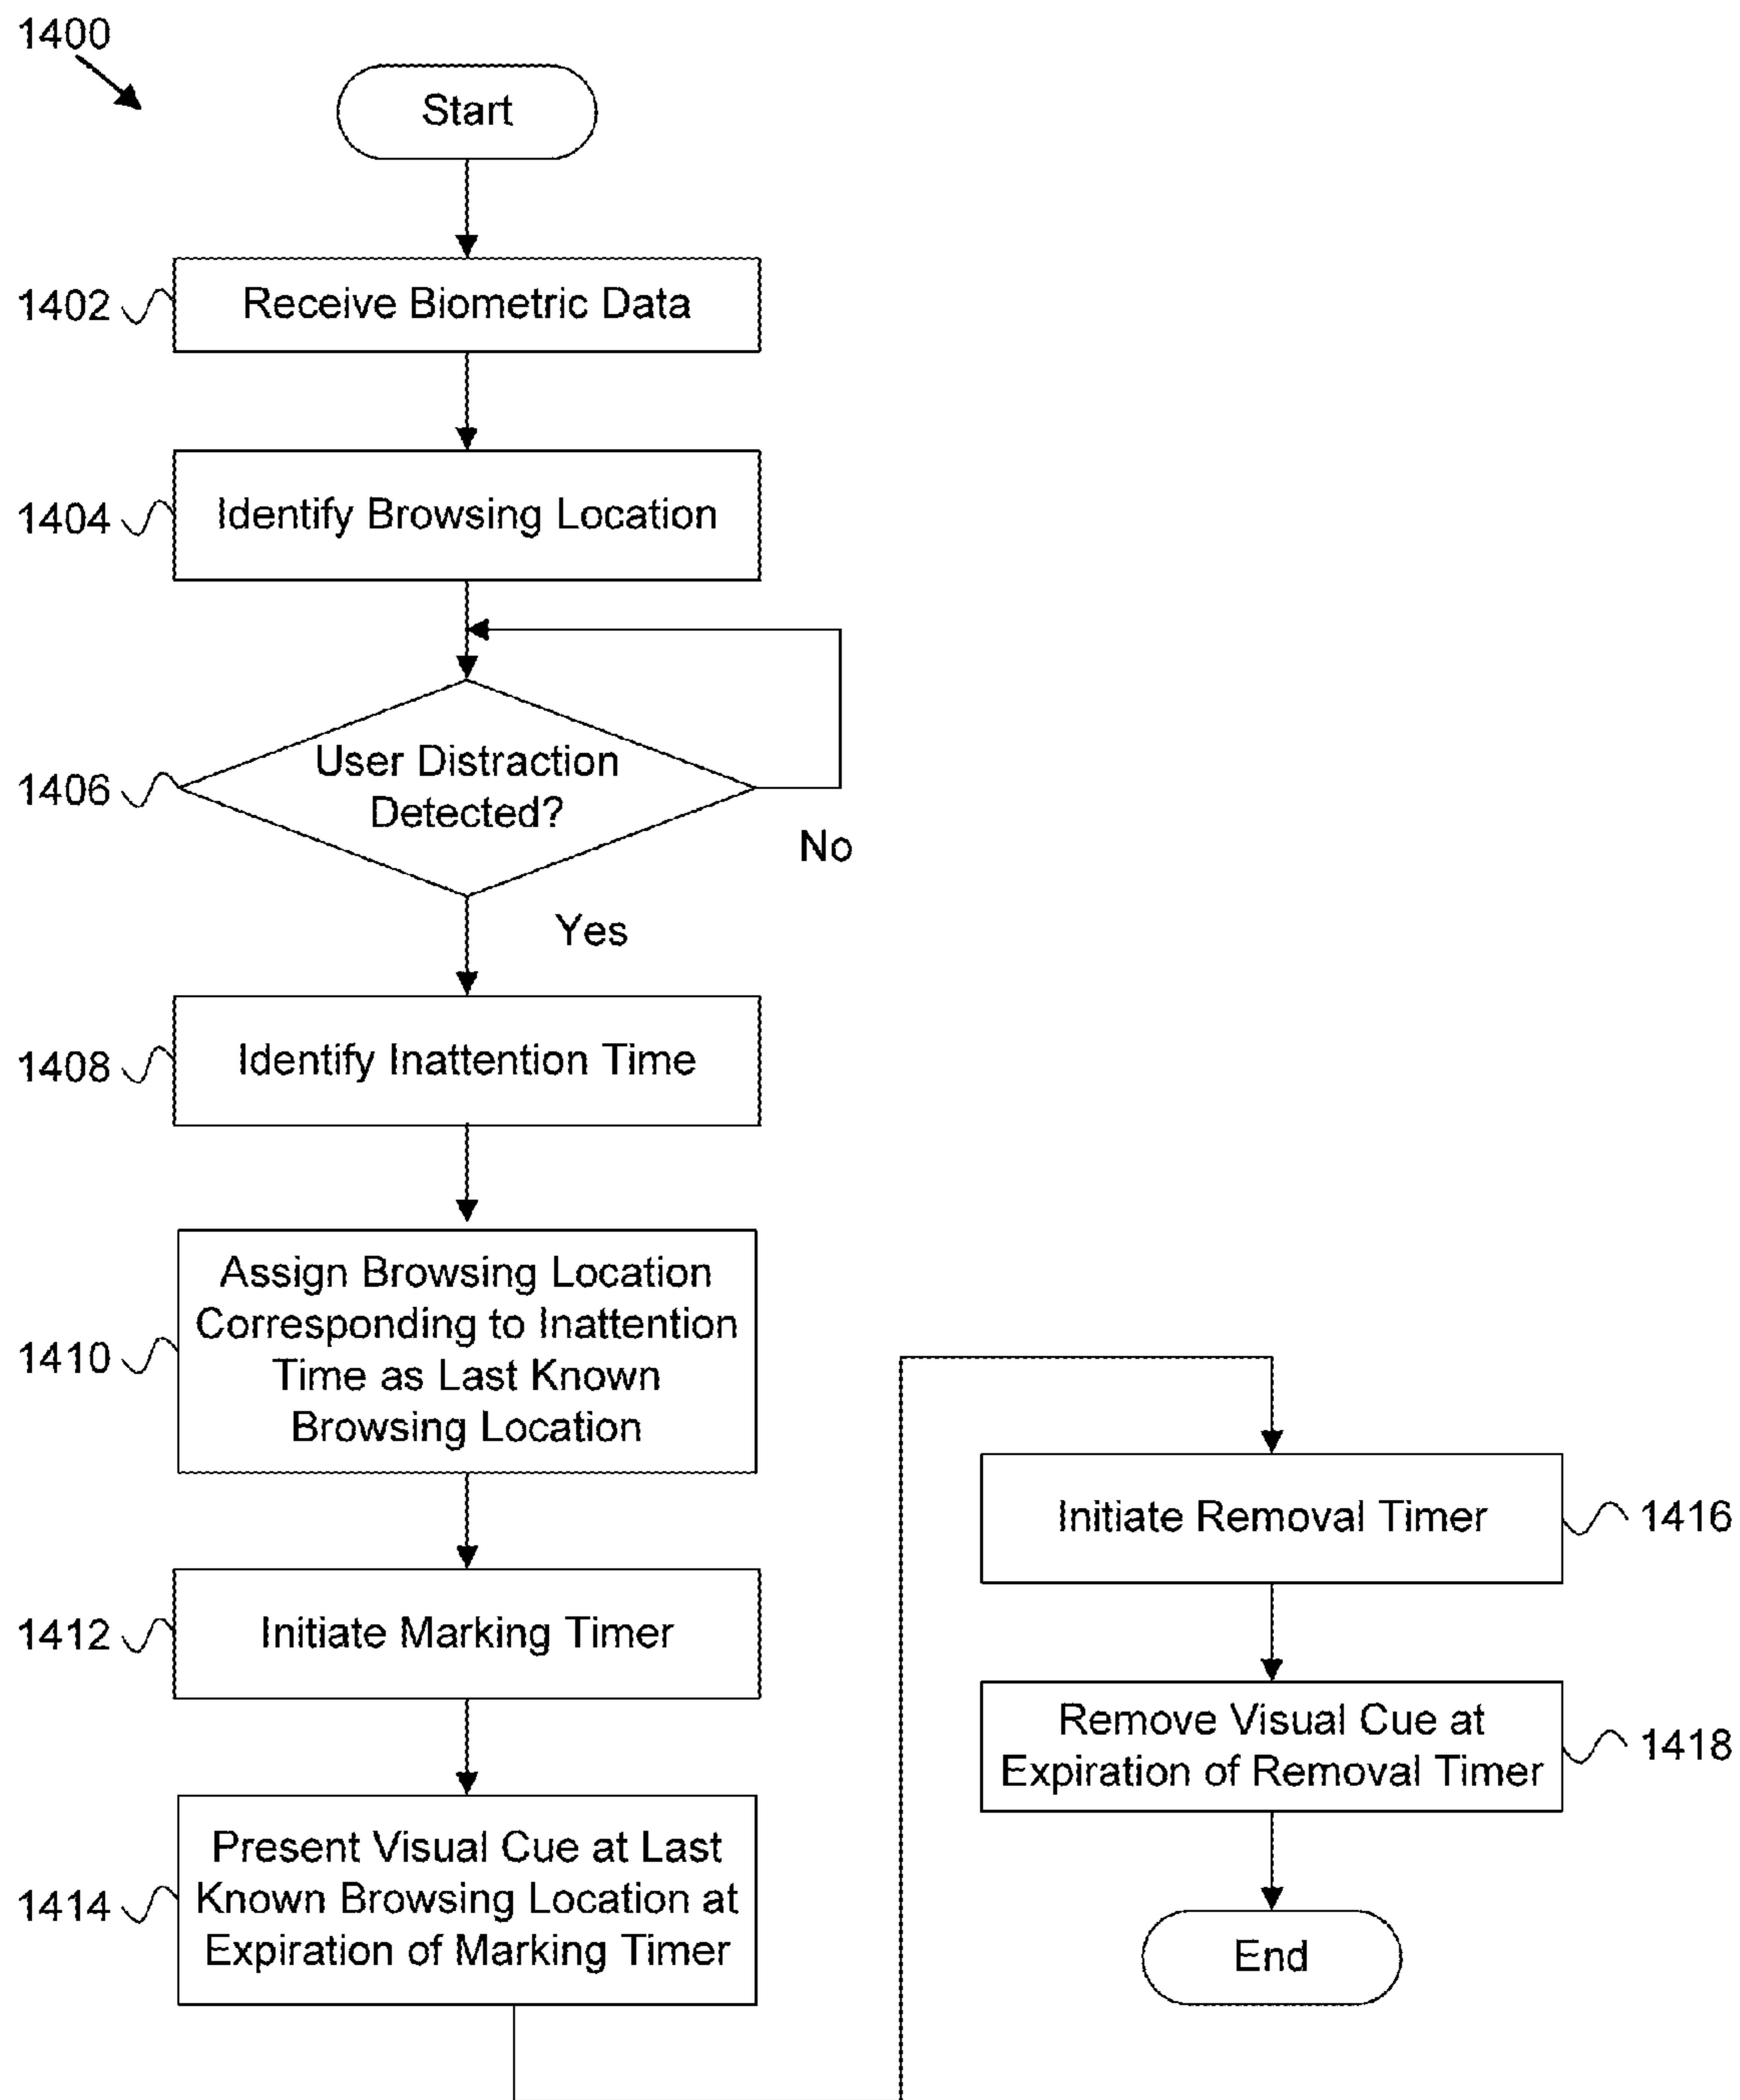 1400
Start
1402
Receive Biometric Data
1404
Identify Browsing Location
1406
User Distraction
Detected?
No
Yes
1408
Identify Inattention Time
1410
Assign Browsing Location
Corresponding to Inattention
Time as Last Known
Browsing Location
1412
Initiate Marking Timer
1414
Present Visual Cue at Last
Known Browsing Location at
Expiration of Marking Timer
Initiate Removal Timer
1416
Remove Visual Cue at
Expiration of Removal Timer
1418
End